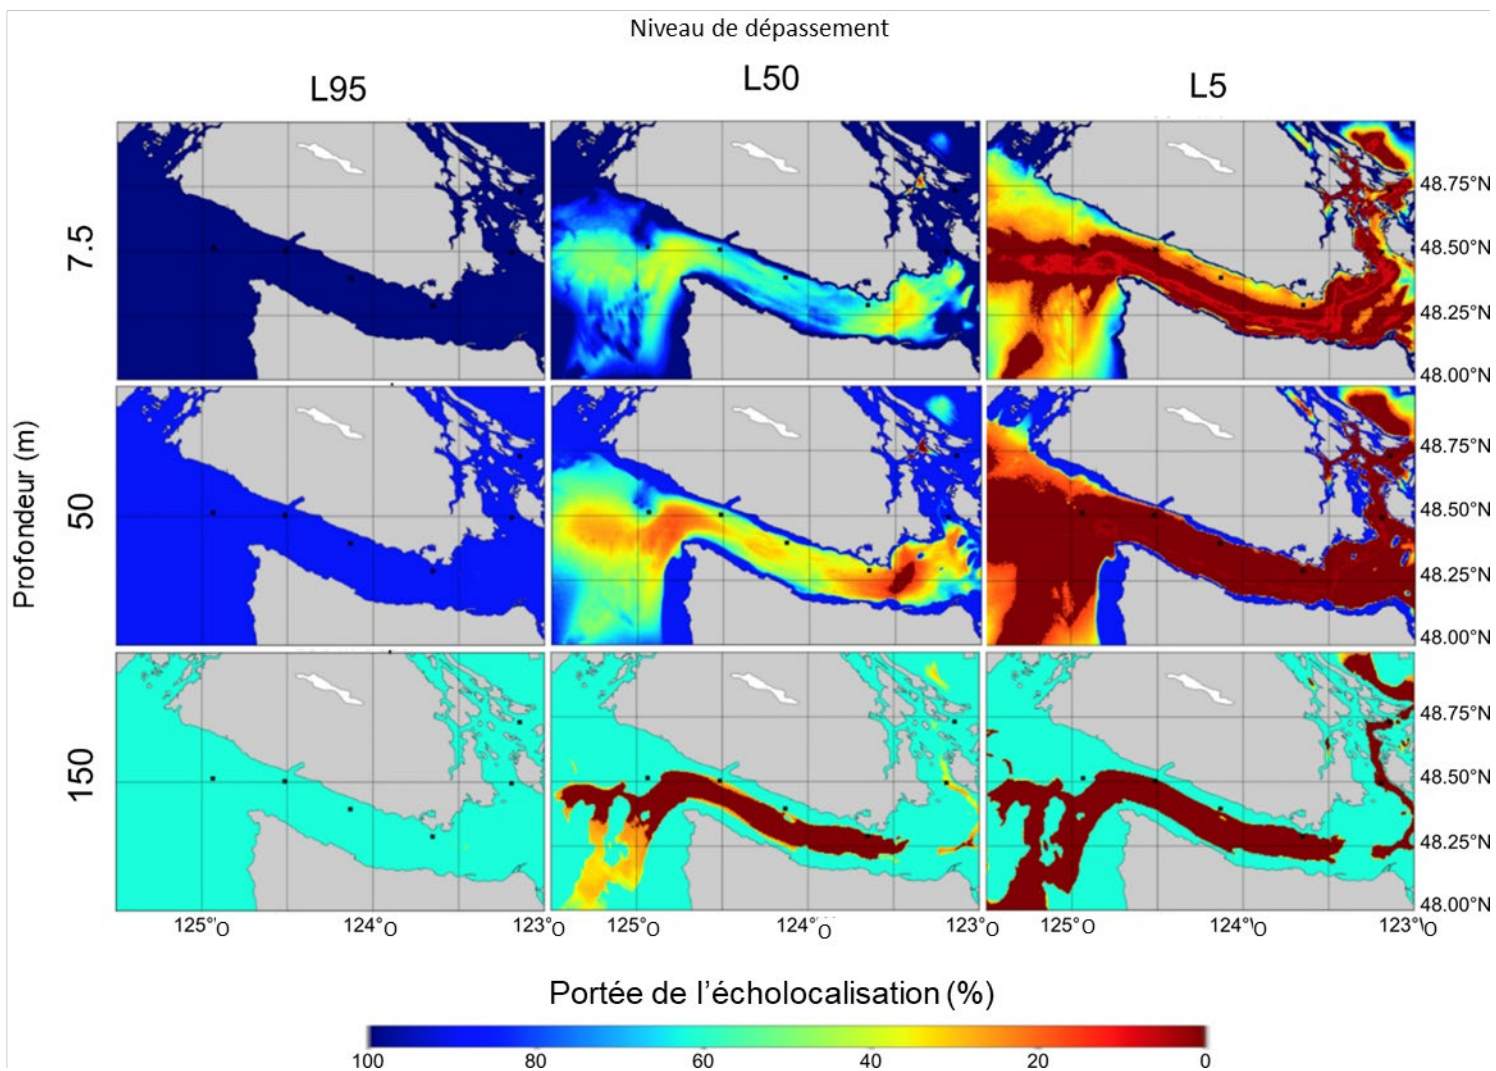 Niveau de dépassement
L95
L50
L5
7.5
48.75°N
48.50°N
48.25°N
48.00°N
Profondeur (m)
50
48.75°N
48.50°N
48.25°N
48.00°N
150
48.75°N
48.50°N
48.25°N
48.00°N
125°O
124°O
123°O
125°O
124°O
123°O
125°O
124°O
123°O
Portée de l’écholocalisation (%)
100
80
60
40
20
0